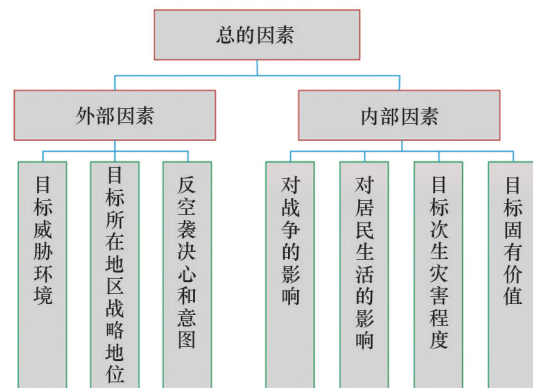 总的因素
外部因素
内部因素
目标威胁环境
目标所在地区战略地位
反空袭决心和意图
对战争的影响
对居民生活的影响
目标次生灾害程度
目标固有价值